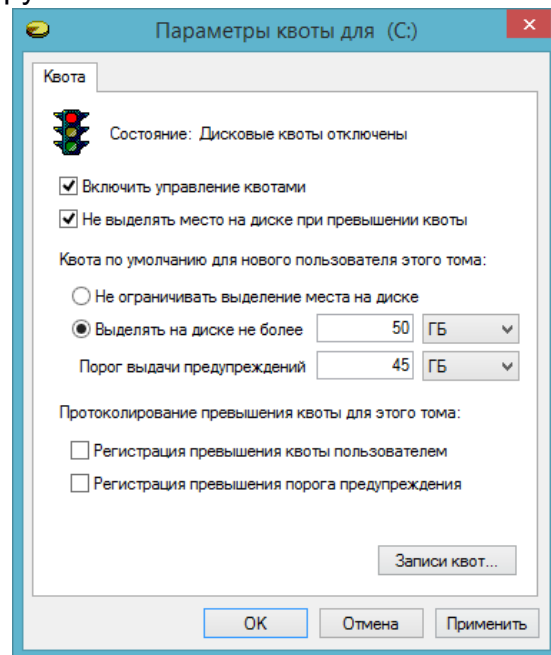 Параметры квоты для (C:)
Квота
Состояние: Дисковые квоты отключены
Включить управление квотами
Не выделять место на диске при превышении квоты
Квота по умолчанию для нового пользователя этого тома:
Не ограничивать выделение места на диске
Выделять на диске не более 50 ГБ
Порог выдачи предупреждений 45 ГБ
Протоколирование превышения квоты для этого тома:
Регистрация превышения квоты пользователем
Регистрация превышения порога предупреждения
Записи квот...
OK Отмена Применить